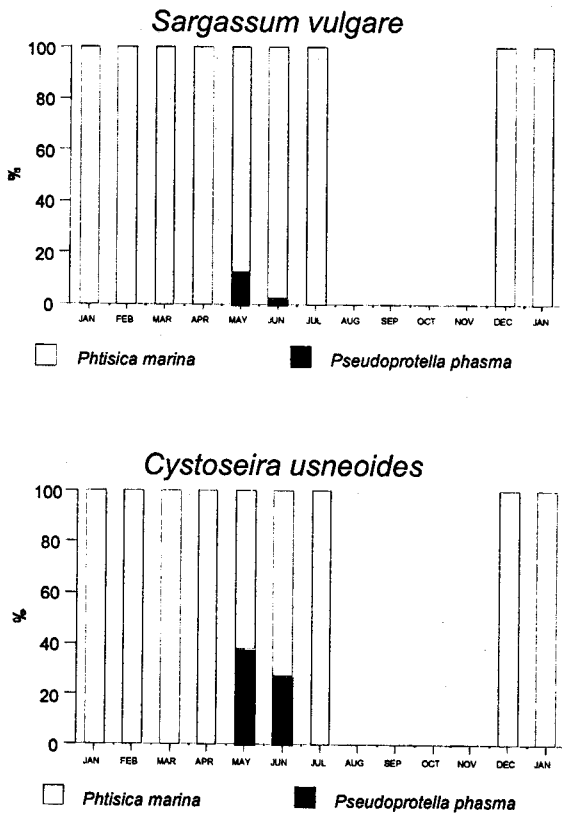 Sargassum vulgare
100
80
60
40
20
0
%
JAN FEB MAR APR MAY JUN JUL AUG SEP OCT NOV DEC JAN
Phtisica marina Pseudoprotella phasma
Cystoseira usneoides
100
80
60
40
20
0
%
JAN FEB MAR APR MAY JUN JUL AUG SEP OCT NOV DEC JAN
Phtisica marina Pseudoprotella phasma